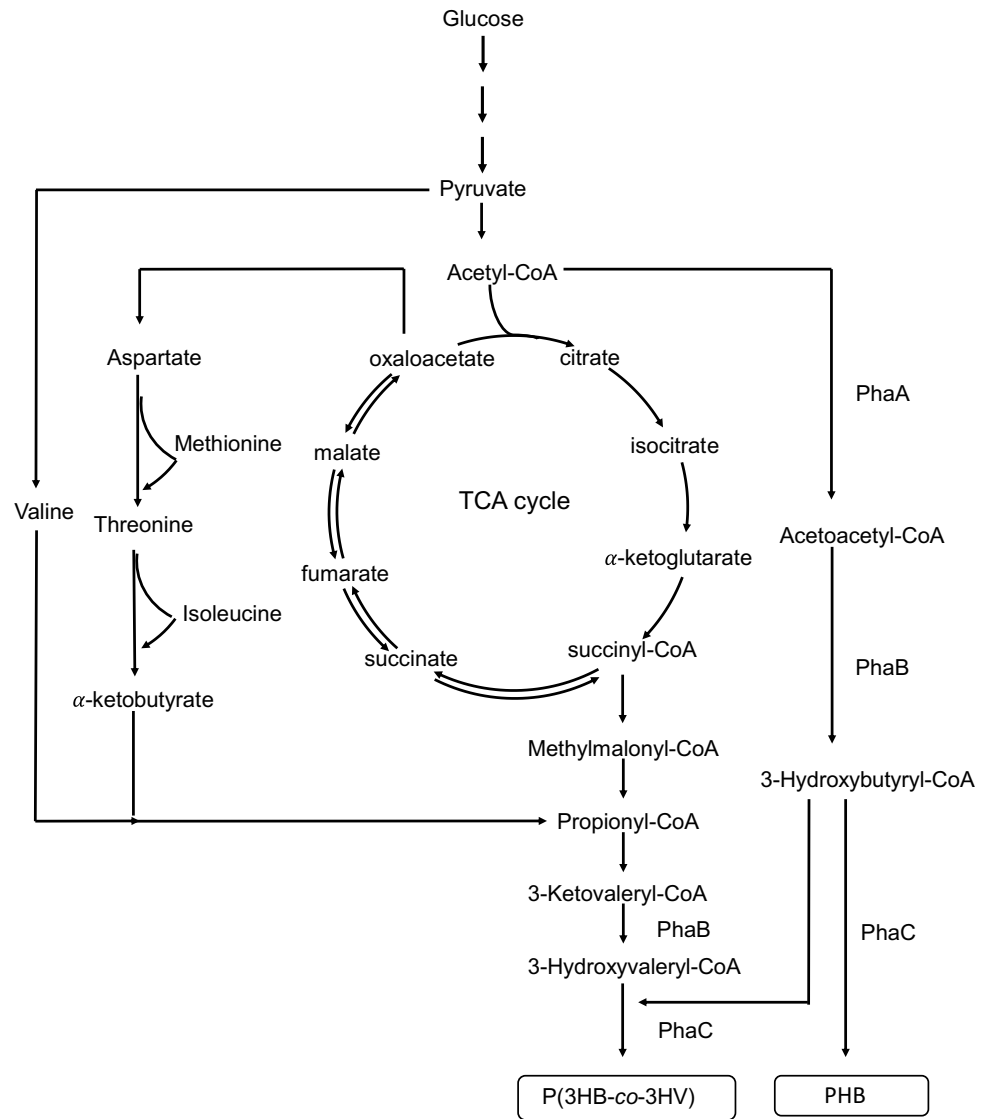 Glucose
Pyruvate
Acetyl-CoA
Aspartate
oxaloacetate
citrate
PhaA
Methionine
malate
isocitrate
Valine
Threonine
TCA cycle
Acetoacetyl-CoA
fumarate
α-ketoglutarate
Isoleucine
succinate
succinyl-CoA
PhaB
α-ketobutyrate
Methylmalonyl-CoA
3-Hydroxybutyryl-CoA
Propionyl-CoA
3-Ketovaleryl-CoA
PhaB
PhaC
3-Hydroxyvaleryl-CoA
PhaC
P(3HB-co-3HV)
PHB